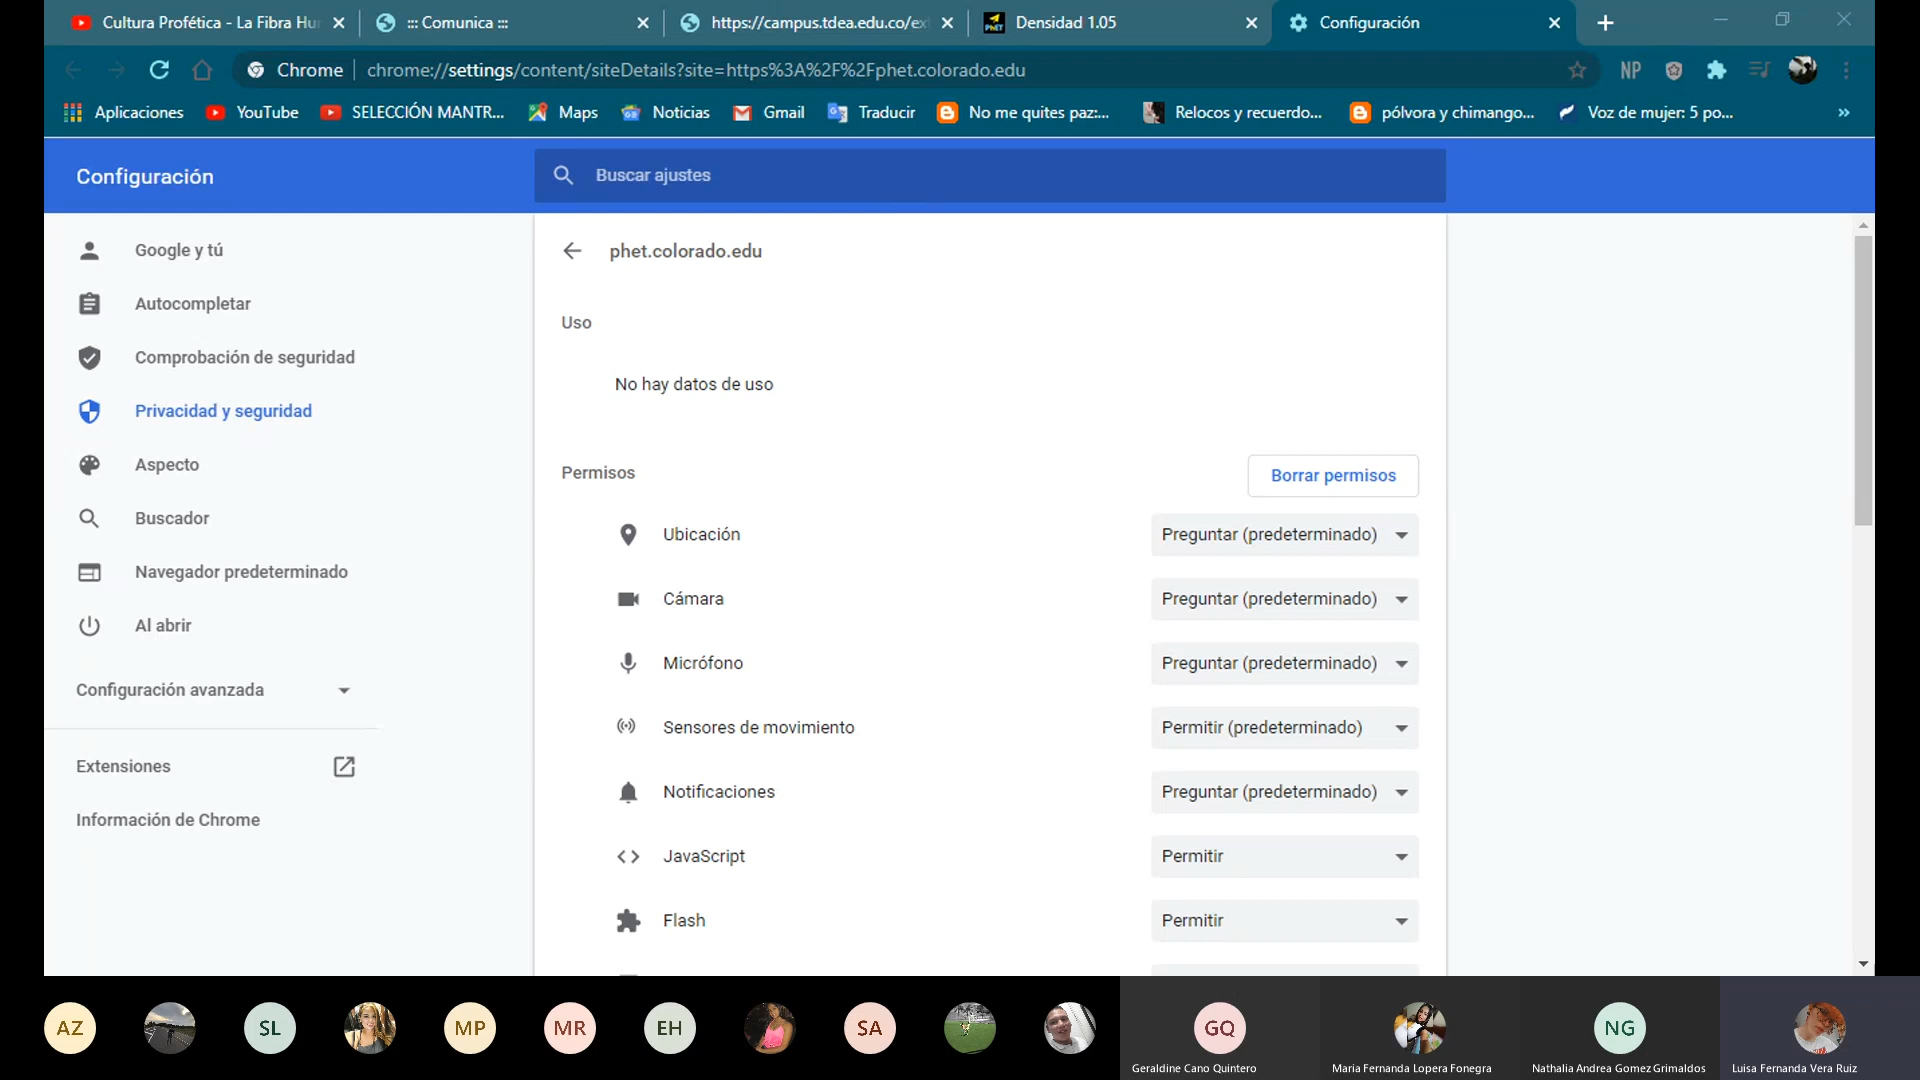 Cultura Profética - La Fibra Hu
::: Comunica :::
https://campus.tdea.edu.co/ex
Densidad 1.05
Configuración
Chrome
chrome://settings/content/siteDetails?site=https%3A%2F%2Fphet.colorado.edu
NP
Aplicaciones
YouTube
SELECCIÓN MANTR...
Maps
Noticias
Gmail
Traducir
No me quites paz:...
Relocos y recuerdo...
pólvora y chimango...
Voz de mujer: 5 po...
»
Configuración
Buscar ajustes
Google y tú
Autocompletar
Comprobación de seguridad
Privacidad y seguridad
Aspecto
Buscador
Navegador predeterminado
Al abrir
Configuración avanzada
Extensiones
Información de Chrome
phet.colorado.edu
Uso
No hay datos de uso
Permisos
Borrar permisos
Ubicación
Preguntar (predeterminado)
Cámara
Preguntar (predeterminado)
Micrófono
Preguntar (predeterminado)
Sensores de movimiento
Permitir (predeterminado)
Notificaciones
Preguntar (predeterminado)
JavaScript
Permitir
Flash
Permitir
AZ
SL
MP
MR
EH
SA
GQ
NG
Geraldine Cano Quintero
Maria Fernanda Lopera Fonegra
Nathalia Andrea Gomez Grimaldos
Luisa Fernanda Vera Ruiz